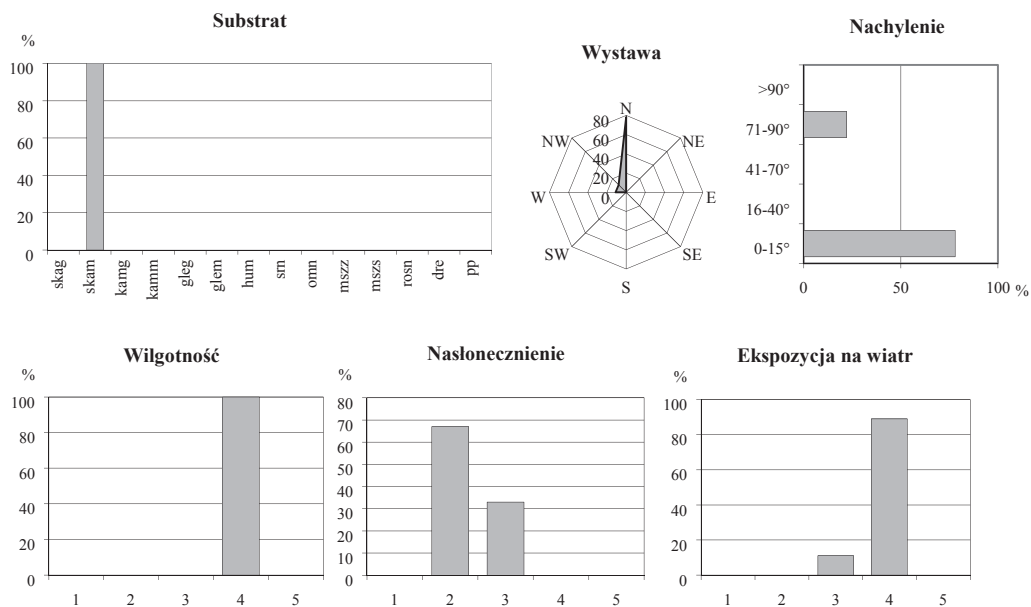 Substrat
%
100
80
60
40
20
0
skag
skam
kamg
kamm
gleg
glem
hum
sm
omn
mszz
mszs
rosn
dre
pp
Wystawa
N
NE
E
SE
S
SW
W
NW
80
60
40
20
0
Nachylenie
>90°
71-90°
41-70°
16-40°
0-15°
0 50 100 %
Wilgotność
%
100
80
60
40
20
0
1 2 3 4 5
Nasłonecznienie
%
80
70
60
50
40
30
20
10
0
1 2 3 4 5
Ekspozycja na wiatr
%
100
80
60
40
20
0
1 2 3 4 5